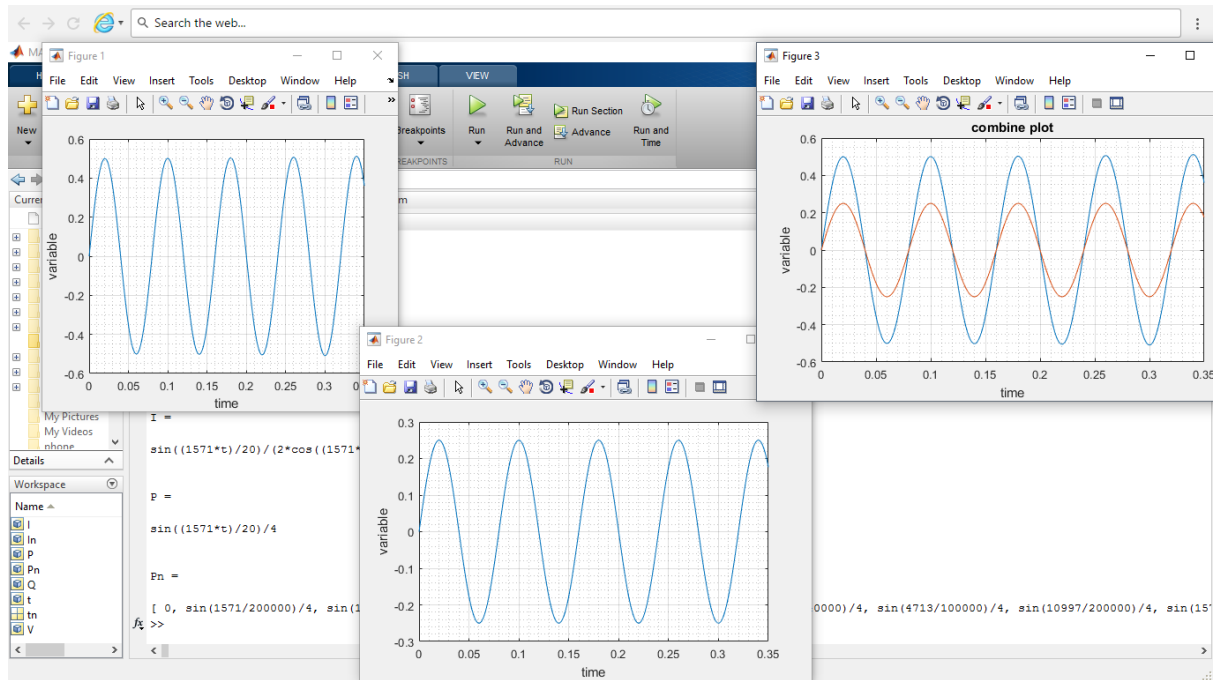 Search the web...
MA
Figure 1
File Edit View Insert Tools Desktop Window Help
0.6
0.4
0.2
0
-0.2
-0.4
-0.6
variable
0 0.05 0.1 0.15 0.2 0.25 0.3
time
H
SH
VIEW
New
Breakpoints
Run
Run and
Advance
Run Section
Advance
Run and
Time
BREAKPOINTS
RUN
Figure 3
File Edit View Insert Tools Desktop Window Help
combine plot
0.6
0.4
0.2
0
-0.2
-0.4
-0.6
variable
0 0.05 0.1 0.15 0.2 0.25 0.3 0.35
time
Curre
m
My Pictures
My Videos
phone
Details
Workspace
Name
I
In
P
Pn
Q
t
tn
V
Figure 2
File Edit View Insert Tools Desktop Window Help
0.3
0.2
0.1
0
-0.1
-0.2
-0.3
variable
0 0.05 0.1 0.15 0.2 0.25 0.3 0.35
time
I =
sin((1571*t)/20)/(2*cos((1571*
P =
sin((1571*t)/20)/4
Pn =
[ 0, sin(1571/200000)/4, sin(1
0000)/4, sin(4713/100000)/4, sin(10997/200000)/4, sin(15
fx >>